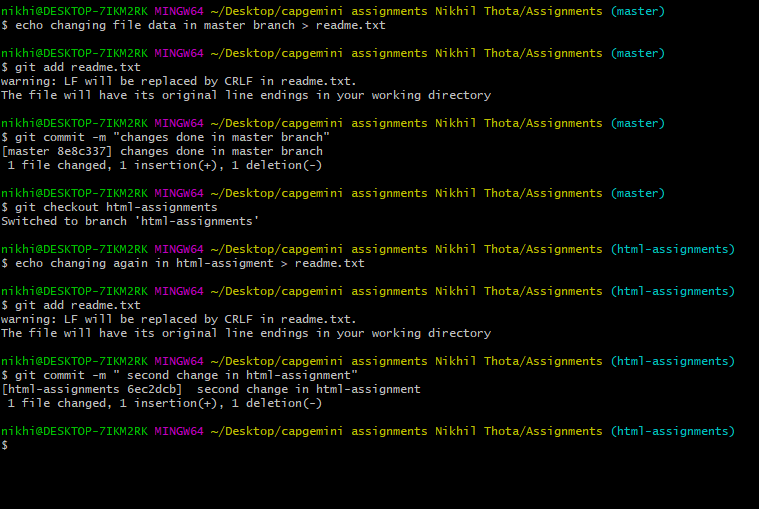 nikhi@DESKTOP-7IKM2RK MINGW64 ~/Desktop/capgemini assignments Nikhil Thota/Assignments (master)
$ echo changing file data in master branch > readme.txt
nikhi@DESKTOP-7IKM2RK MINGW64 ~/Desktop/capgemini assignments Nikhil Thota/Assignments (master)
$ git add readme.txt
warning: LF will be replaced by CRLF in readme.txt.
The file will have its original line endings in your working directory
nikhi@DESKTOP-7IKM2RK MINGW64 ~/Desktop/capgemini assignments Nikhil Thota/Assignments (master)
$ git commit -m "changes done in master branch"
[master 8e8c337] changes done in master branch
 1 file changed, 1 insertion(+), 1 deletion(-)
nikhi@DESKTOP-7IKM2RK MINGW64 ~/Desktop/capgemini assignments Nikhil Thota/Assignments (master)
$ git checkout html-assignments
Switched to branch 'html-assignments'
nikhi@DESKTOP-7IKM2RK MINGW64 ~/Desktop/capgemini assignments Nikhil Thota/Assignments (html-assignments)
$ echo changing again in html-assigment > readme.txt
nikhi@DESKTOP-7IKM2RK MINGW64 ~/Desktop/capgemini assignments Nikhil Thota/Assignments (html-assignments)
$ git add readme.txt
warning: LF will be replaced by CRLF in readme.txt.
The file will have its original line endings in your working directory
nikhi@DESKTOP-7IKM2RK MINGW64 ~/Desktop/capgemini assignments Nikhil Thota/Assignments (html-assignments)
$ git commit -m " second change in html-assignment"
[html-assignments 6ec2dcb]  second change in html-assignment
 1 file changed, 1 insertion(+), 1 deletion(-)
nikhi@DESKTOP-7IKM2RK MINGW64 ~/Desktop/capgemini assignments Nikhil Thota/Assignments (html-assignments)
$